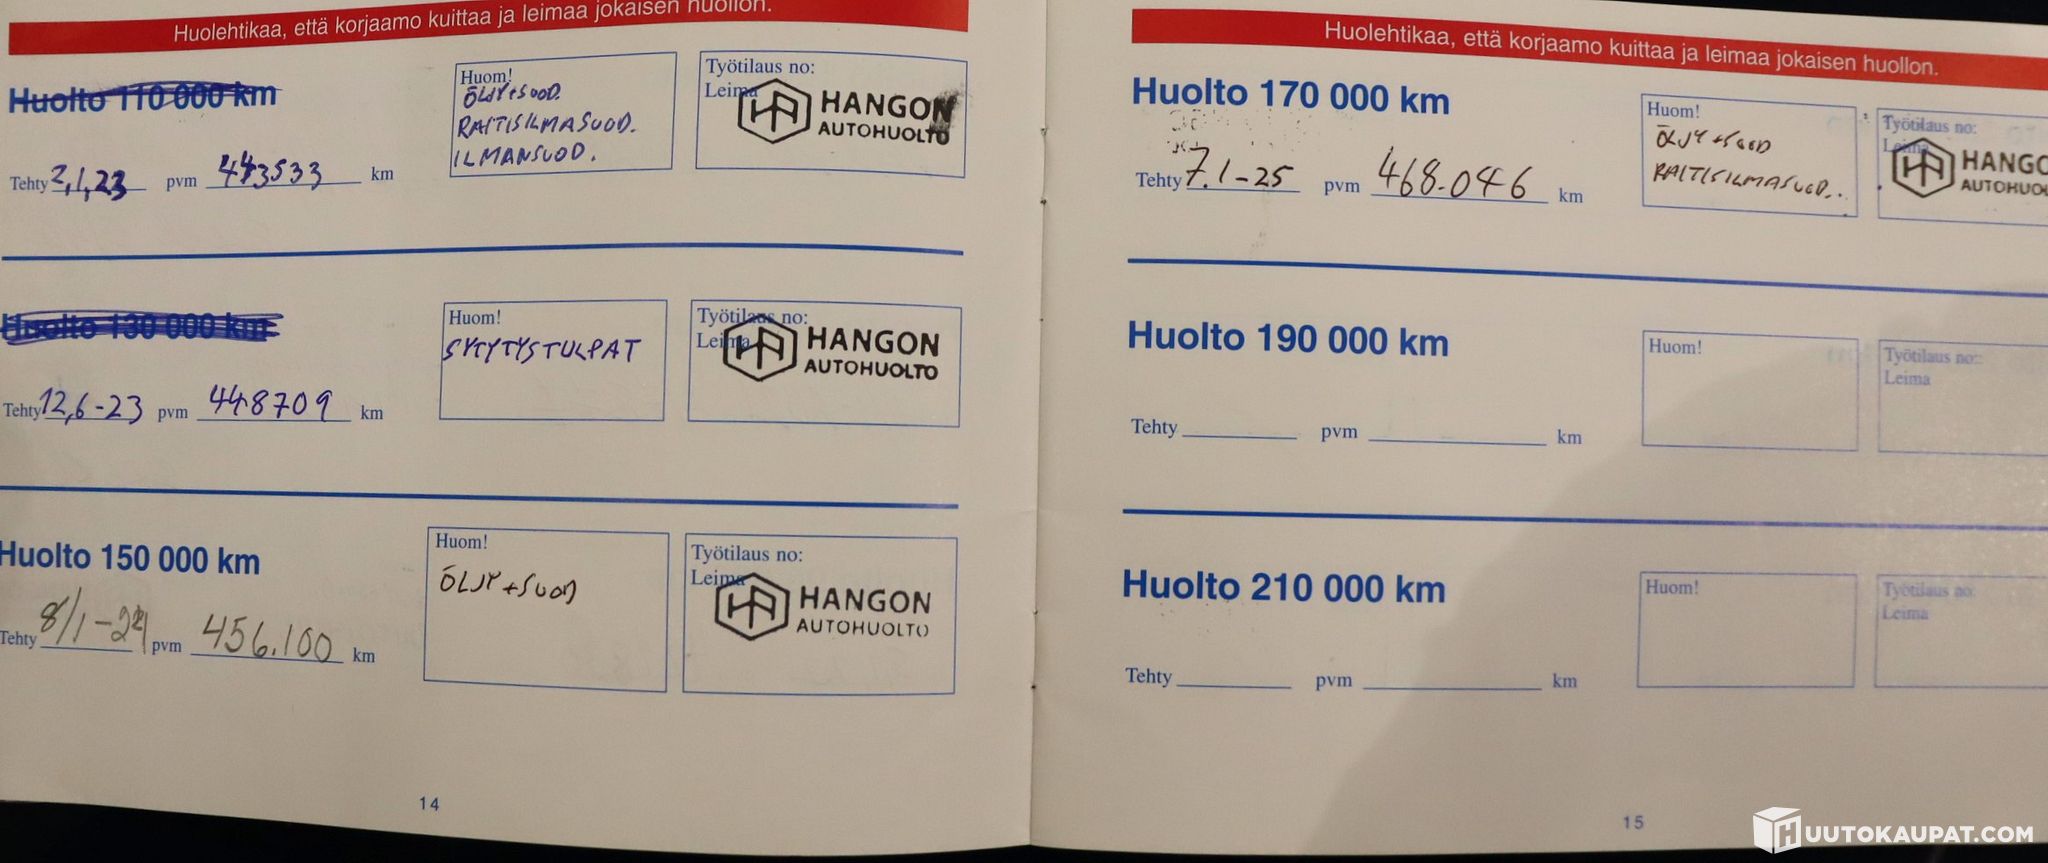 Huolehtikaa, että korjaamo kuittaa ja leimaa jokaisen huollon.
Huolto 110 000 km
Huom!
ÖLJY+SUOD.
RAITISILMASUOD.
ILMANSUOD.
Työtilaus no:
Leima
HANGON
AUTOHUOLTO
Tehty 2,1,23 pvm 443533 km
Huolto 130 000 km
Huom!
SYTYTYSTULPAT
Työtilaus no:
Leima
HANGON
AUTOHUOLTO
Tehty 12,6-23 pvm 448709 km
Huolto 150 000 km
Huom!
ÖLJY+SUOD
Työtilaus no:
Leima
HANGON
AUTOHUOLTO
Tehty 8/1-24 pvm 456.100 km
14
Huolehtikaa, että korjaamo kuittaa ja leimaa jokaisen huollon.
Huolto 170 000 km
Huom!
ÖLJY+SUOD
RAITISILMASUOD..
Työtilaus no:
Leima
HANGO
AUTOHUOL
Tehty 7.1-25 pvm 468.046 km
Huolto 190 000 km
Huom!
Työtilaus no:
Leima
Tehty pvm km
Huolto 210 000 km
Huom!
Työtilaus no:
Leima
Tehty pvm km
15
HUUTOKAUPAT.COM